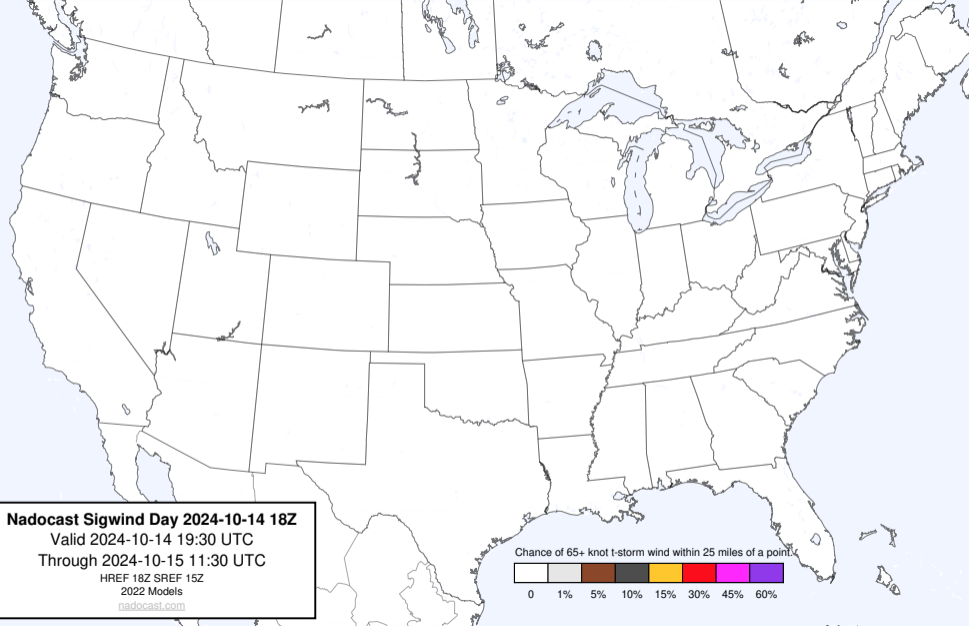 Nadocast Sigwind Day 2024-10-14 18Z
Valid 2024-10-14 19:30 UTC
Through 2024-10-15 11:30 UTC
HREF 18Z SREF 15Z
2022 Models
nadocast.com
Chance of 65+ knot t-storm wind within 25 miles of a point.
0 1% 5% 10% 15% 30% 45% 60%